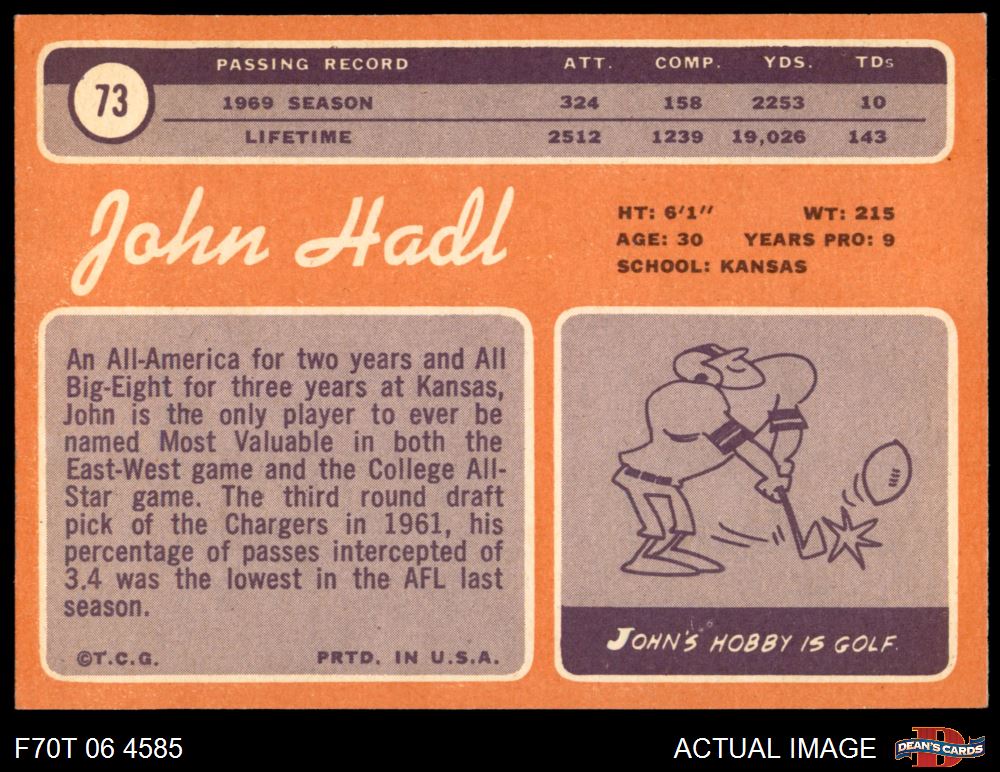 73
PASSING RECORD ATT. COMP. YDS. TDs
1969 SEASON 324 158 2253 10
LIFETIME 2512 1239 19,026 143
John Hadl
HT: 6'1" WT: 215
AGE: 30 YEARS PRO: 9
SCHOOL: KANSAS
An All-America for two years and All
Big-Eight for three years at Kansas,
John is the only player to ever be
named Most Valuable in both the
East-West game and the College All-
Star game. The third round draft
pick of the Chargers in 1961, his
percentage of passes intercepted of
3.4 was the lowest in the AFL last
season.
©T.C.G. PRTD. IN U.S.A.
JOHN'S HOBBY IS GOLF.
F70T 06 4585
ACTUAL IMAGE
DEAN'S CARDS